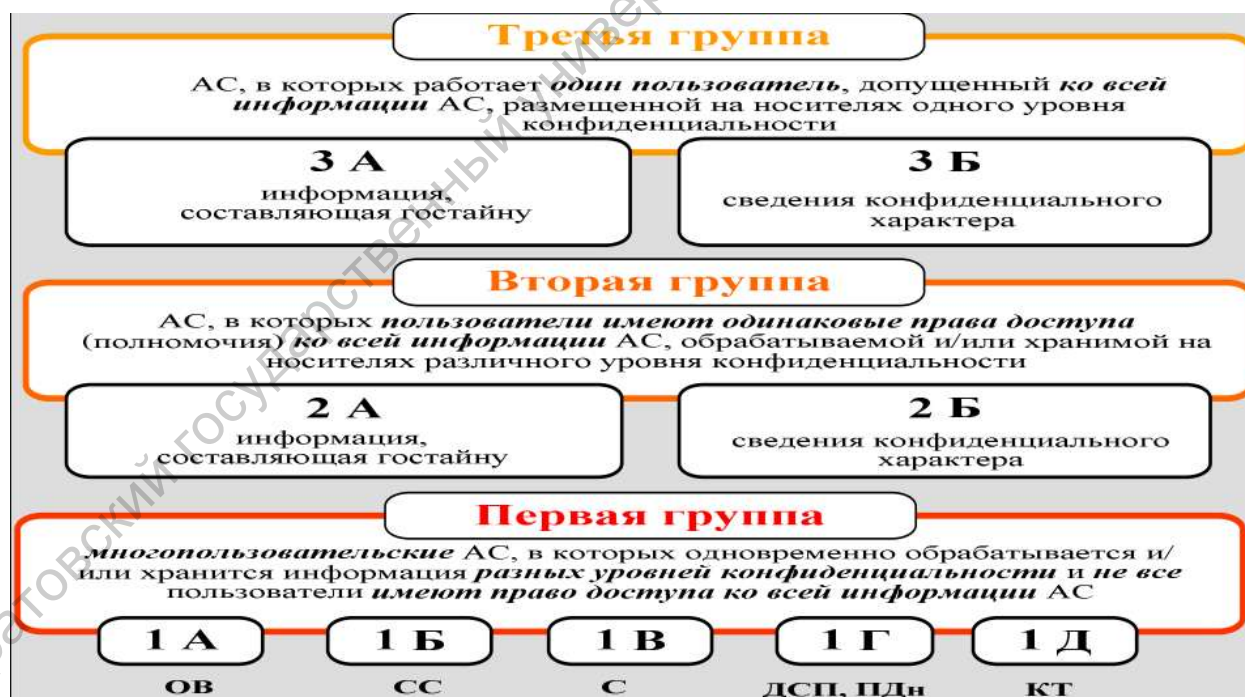 Третья группа
АС, в которых работает один пользователь, допущенный ко всей
информации АС, размещенной на носителях одного уровня
конфиденциальности
3 А
информация,
составляющая гостайну
3 Б
сведения конфиденциального
характера
Вторая группа
АС, в которых пользователи имеют одинаковые права доступа
(полномочия) ко всей информации АС, обрабатываемой и/или хранимой на
носителях различного уровня конфиденциальности
2 А
информация,
составляющая гостайну
2 Б
сведения конфиденциального
характера
Первая группа
многопользовательские АС, в которых одновременно обрабатывается и/
или хранится информация разных уровней конфиденциальности и не все
пользователи имеют право доступа ко всей информации АС
1 А
1 Б
1 В
1 Г
1 Д
ОВ
СС
С
ДСП, ПДн
КТ
государственный